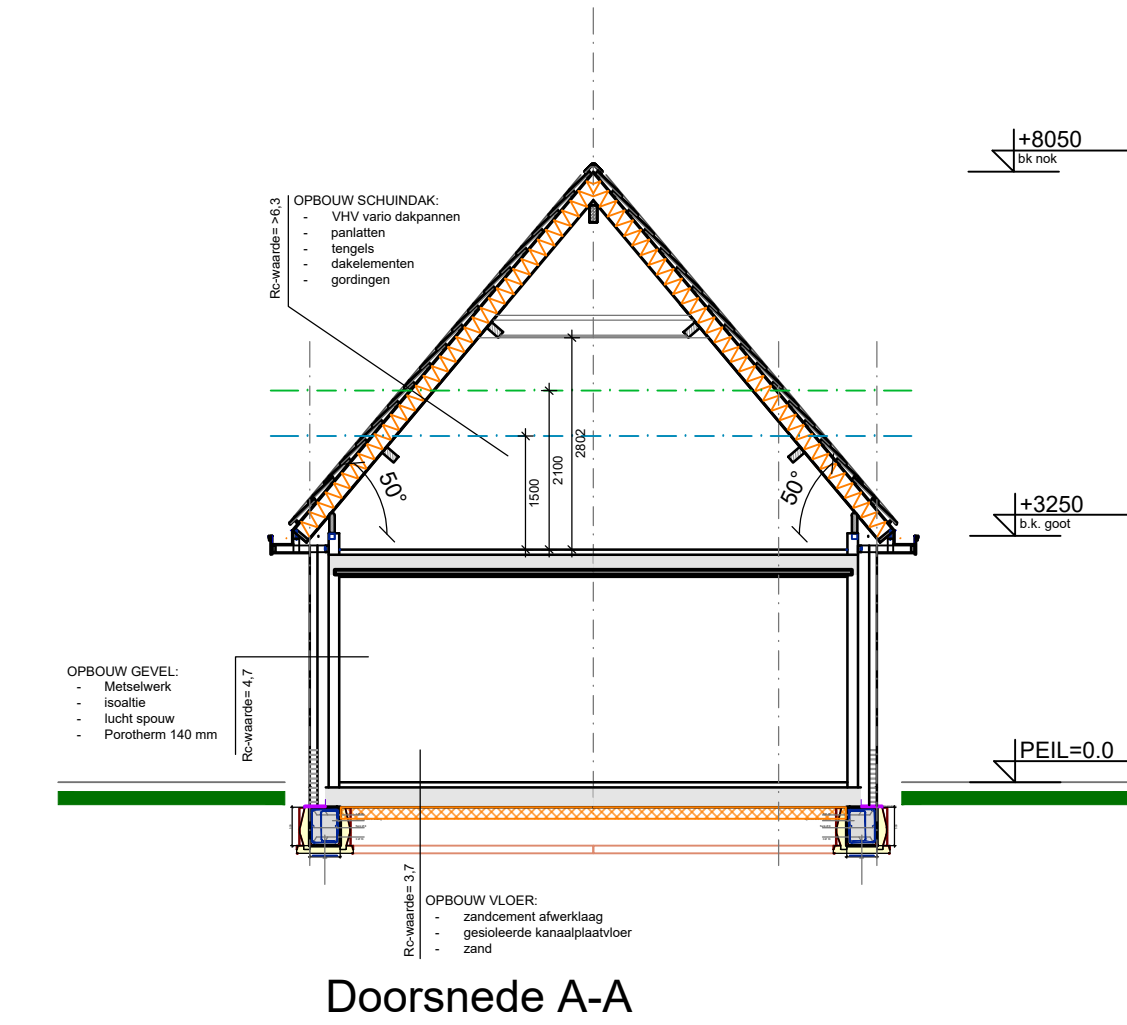 +8050
bk nok
Rc-waarde= >6,3
OPBOUW SCHUINDAK:
- VHV vario dakpannen
- panlatten
- tengels
- dakelementen
- gordingen
2802
2100
1500
50°
50°
+3250
b.k. goot
OPBOUW GEVEL:
- Metselwerk
- isoaltie
- lucht spouw
- Porotherm 140 mm
Rc-waarde= 4,7
PEIL=0.0
Rc-waarde= 3,7
OPBOUW VLOER:
- zandcement afwerklaag
- gesioleerde kanaalplaatvloer
- zand
Doorsnede A-A